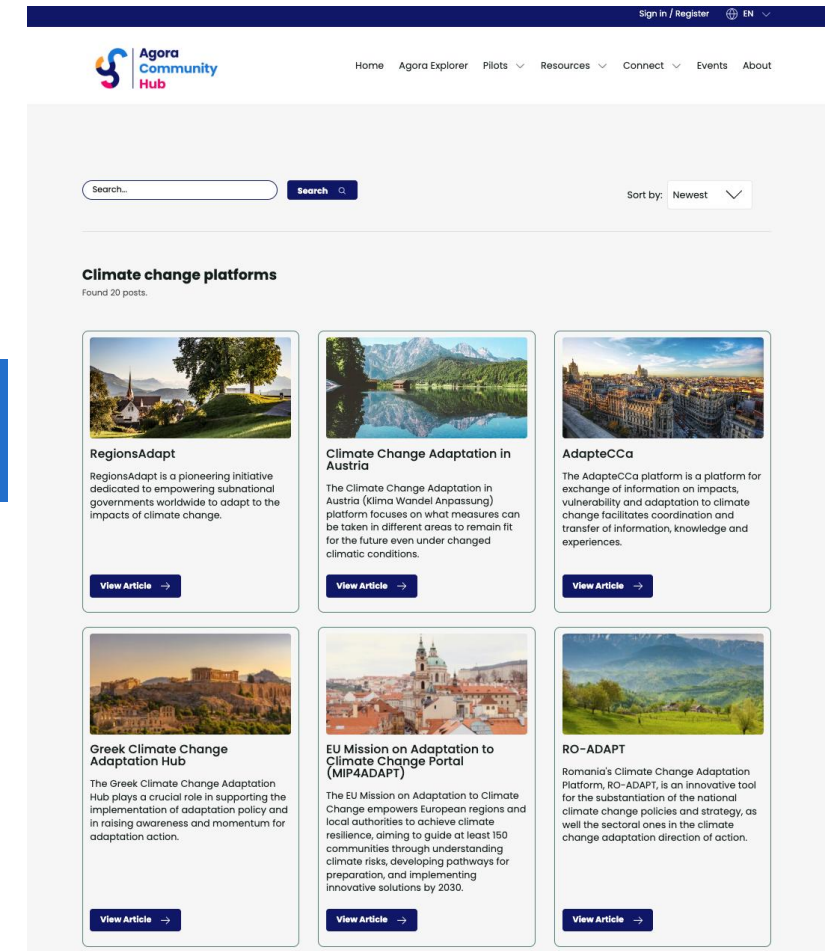 Sign in / Register EN
Agora
Community
Hub
Home Agora Explorer Pilots Resources Connect Events About
Search...
Search
Sort by: Newest
Climate change platforms
Found 20 posts.
RegionsAdapt
RegionsAdapt is a pioneering initiative
dedicated to empowering subnational
governments worldwide to adapt to the
impacts of climate change.
View Article
Climate Change Adaptation in
Austria
The Climate Change Adaptation in
Austria (Klima Wandel Anpassung)
platform focuses on what measures can
be taken in different areas to remain fit
for the future even under changed
climatic conditions.
View Article
AdapteCCa
The AdapteCCa platform is a platform for
exchange of information on impacts,
vulnerability and adaptation to climate
change facilitates coordination and
transfer of information, knowledge and
experiences.
View Article
Greek Climate Change
Adaptation Hub
The Greek Climate Change Adaptation
Hub plays a crucial role in supporting the
implementation of adaptation policy and
in raising awareness and momentum for
adaptation action.
View Article
EU Mission on Adaptation to
Climate Change Portal
(MIP4ADAPT)
The EU Mission on Adaptation to Climate
Change empowers European regions and
local authorities to achieve climate
resilience, aiming to guide at least 150
communities through understanding
climate risks, developing pathways for
preparation, and implementing
innovative solutions by 2030.
View Article
RO-ADAPT
Romania's Climate Change Adaptation
Platform, RO-ADAPT, is an innovative tool
for the substantiation of the national
climate change policies and strategy, as
well the sectoral ones in the climate
change adaptation direction of action.
View Article